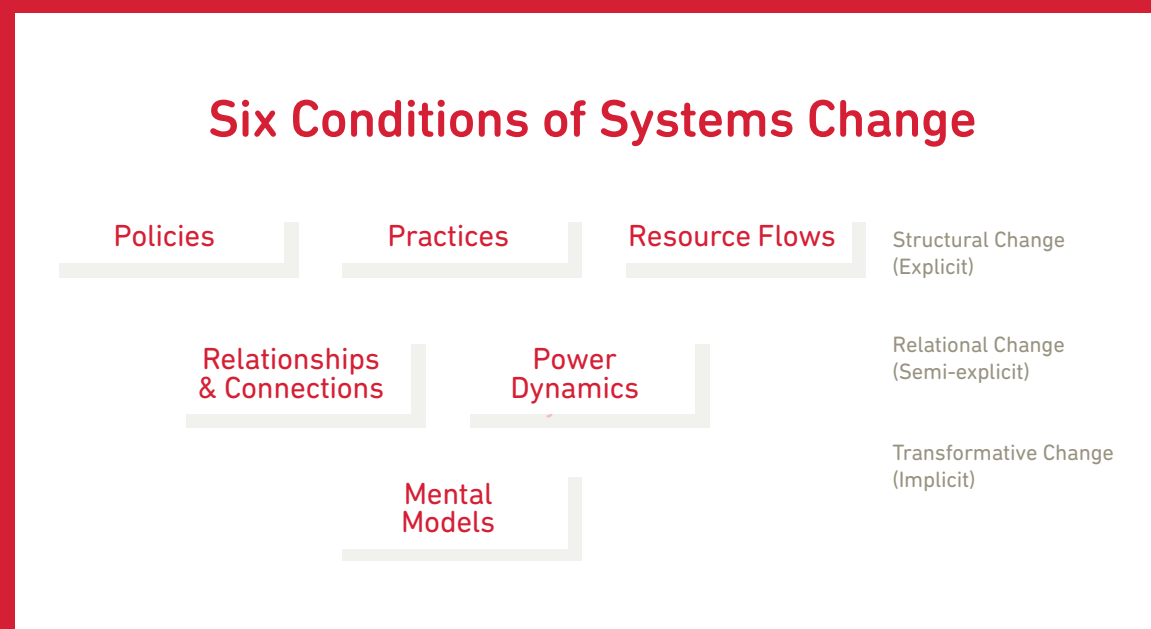 Six Conditions of Systems Change
Policies
Practices
Resource Flows
Structural Change
(Explicit)
Relationships
& Connections
Power
Dynamics
Relational Change
(Semi-explicit)
Mental
Models
Transformative Change
(Implicit)